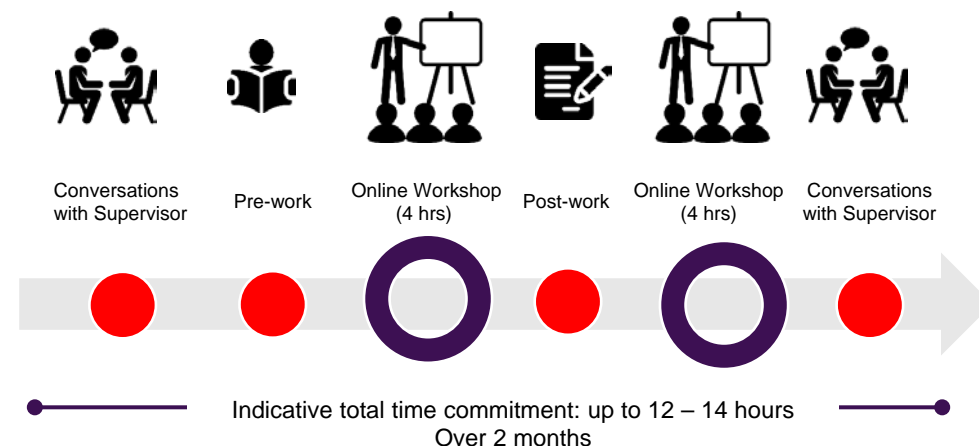 Conversations
with Supervisor
Pre-work
Online Workshop
(4 hrs)
Post-work
Online Workshop
(4 hrs)
Conversations
with Supervisor
Indicative total time commitment: up to 12 – 14 hours
Over 2 months